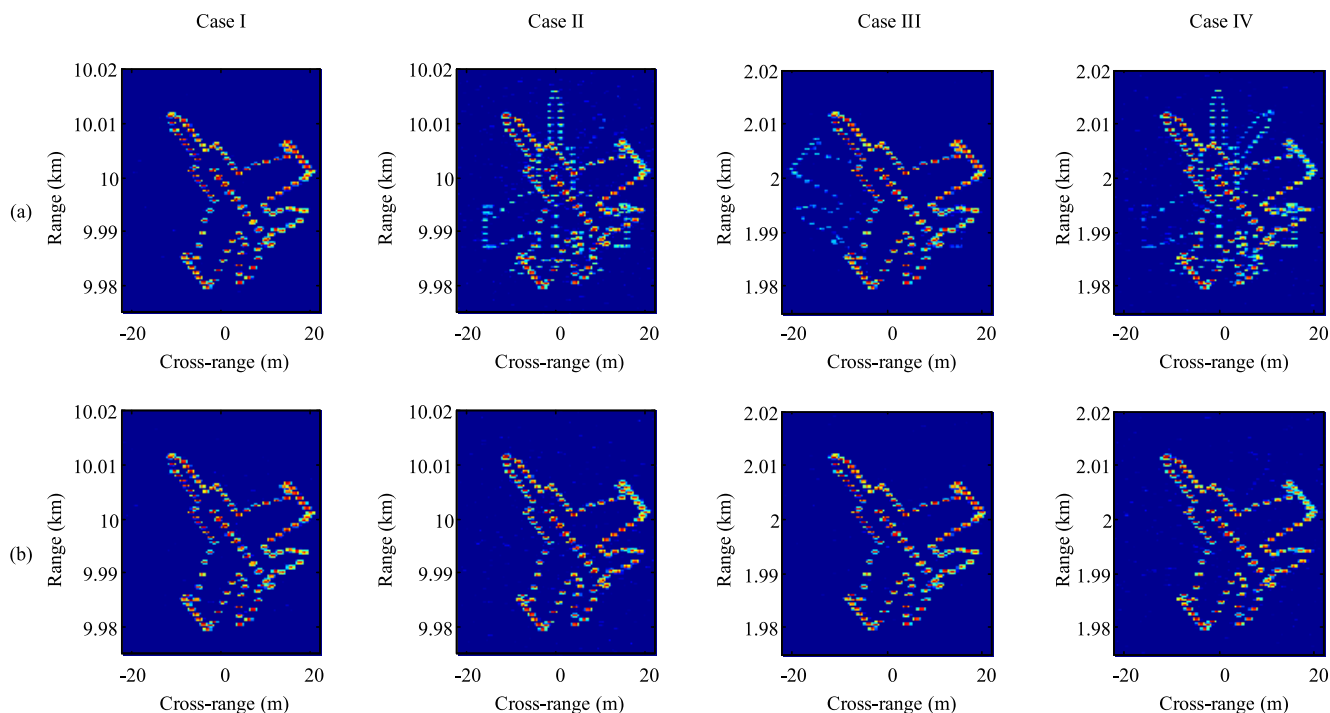 Case I
Case II
Case III
Case IV
(a)
Range (km)
10.02
10.01
10
9.99
9.98
-20
0
20
Cross-range (m)
Range (km)
10.02
10.01
10
9.99
9.98
-20
0
20
Cross-range (m)
Range (km)
2.02
2.01
2
1.99
1.98
-20
0
20
Cross-range (m)
Range (km)
2.02
2.01
2
1.99
1.98
-20
0
20
Cross-range (m)
(b)
Range (km)
10.02
10.01
10
9.99
9.98
-20
0
20
Cross-range (m)
Range (km)
10.02
10.01
10
9.99
9.98
-20
0
20
Cross-range (m)
Range (km)
2.02
2.01
2
1.99
1.98
-20
0
20
Cross-range (m)
Range (km)
2.02
2.01
2
1.99
1.98
-20
0
20
Cross-range (m)